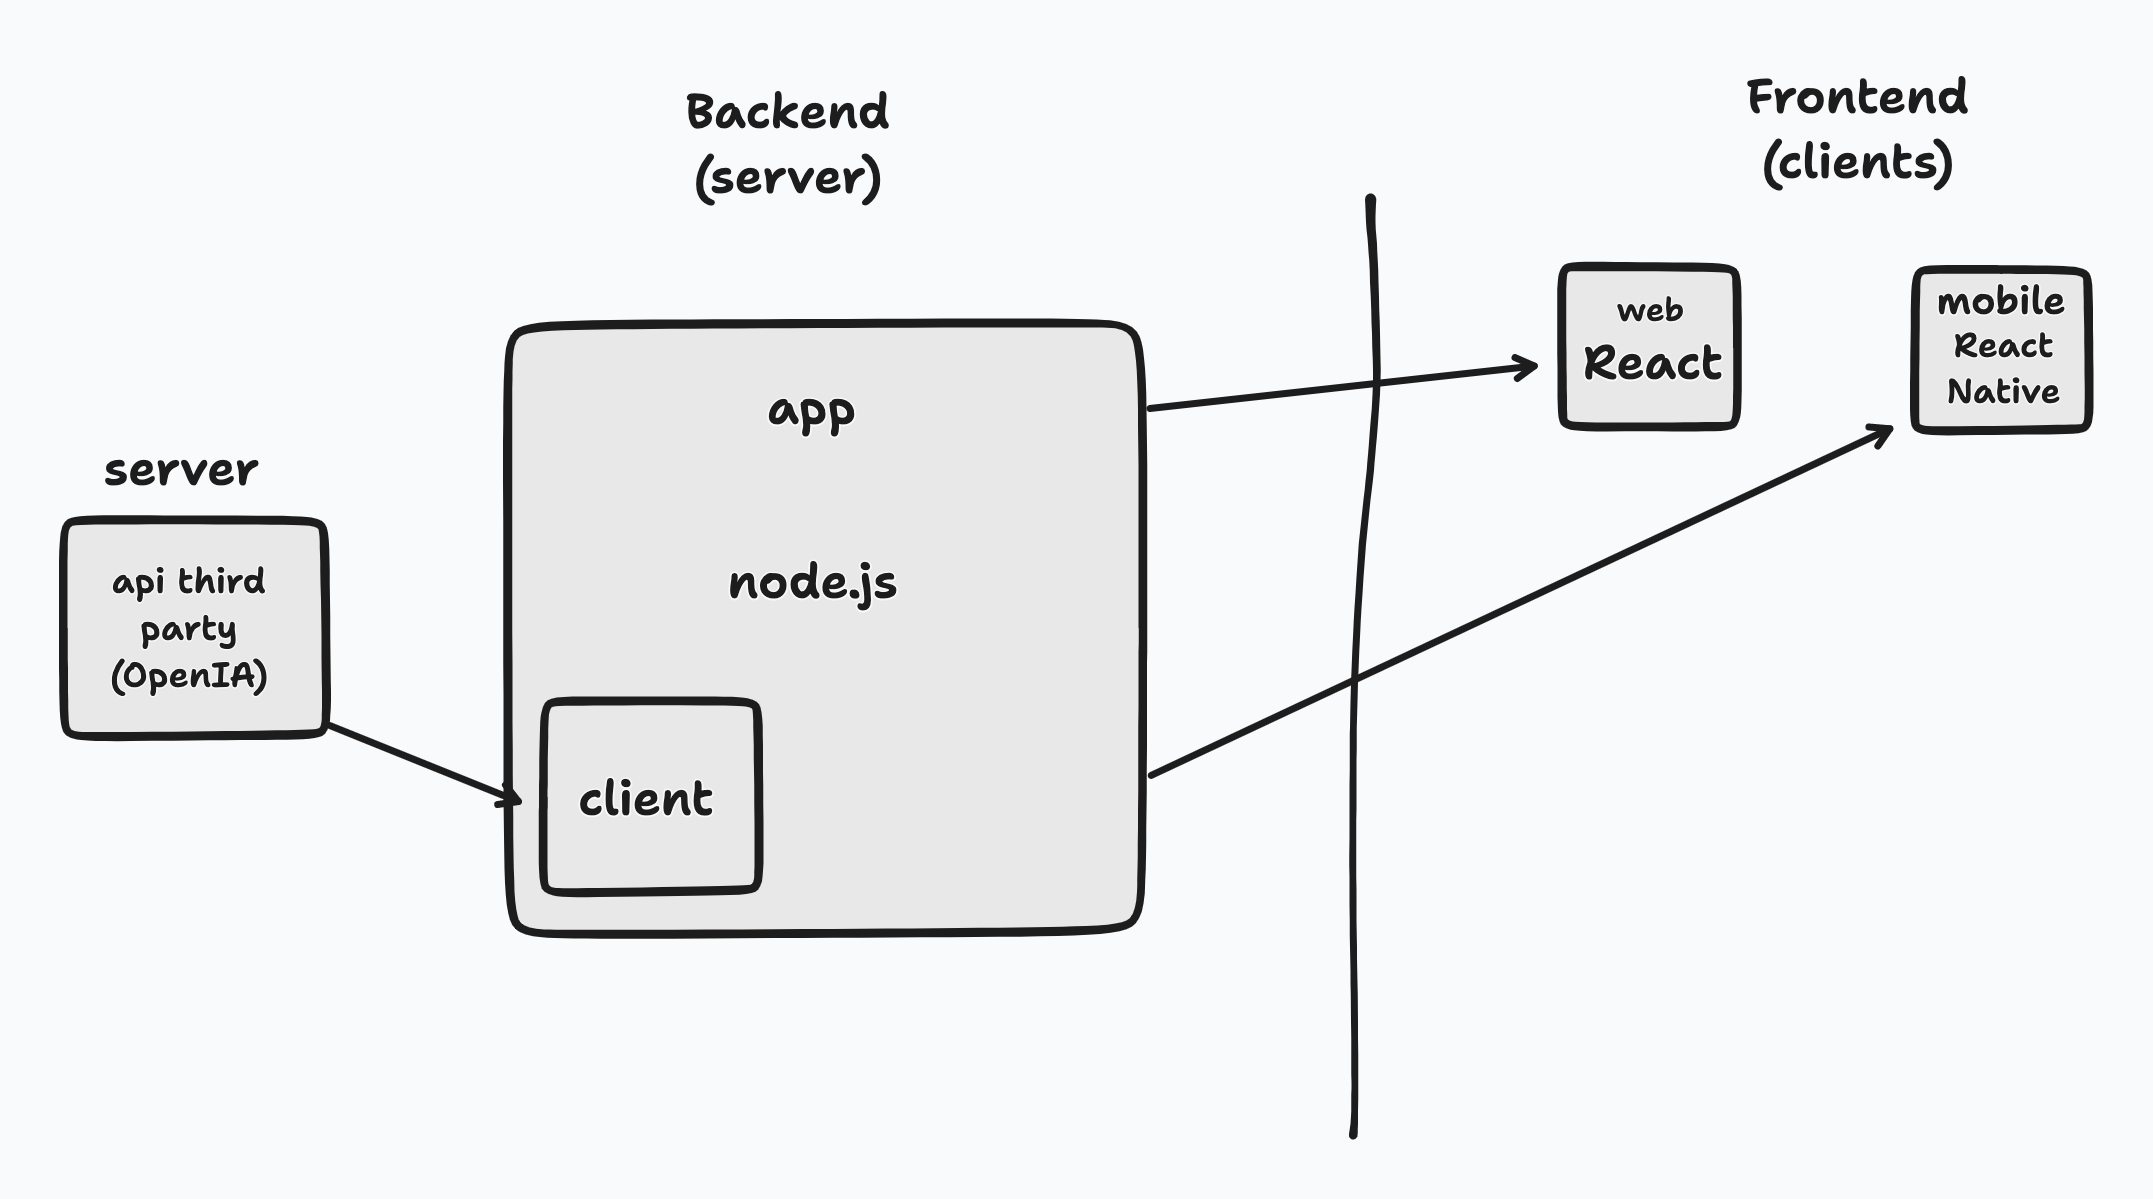 Backend
(server)
Frontend
(clients)
web
React
mobile
React
Native
app
node.js
client
server
api third
party
(OpenIA)